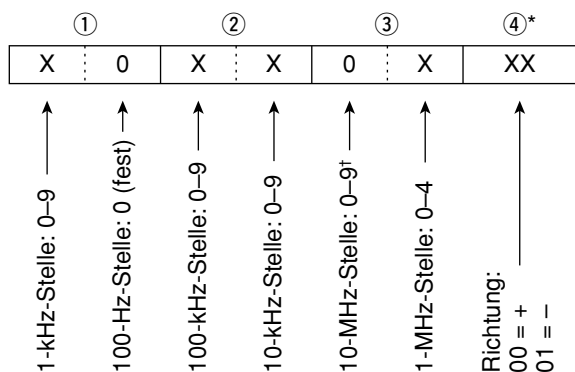 ① ② ③ ④*
X 0 X X 0 X XX
1-kHz-Stelle: 0–9
100-Hz-Stelle: 0 (fest)
100-kHz-Stelle: 0–9
10-kHz-Stelle: 0–9
10-MHz-Stelle: 0–9†
1-MHz-Stelle: 0–4
Richtung:
00 = +
01 = –